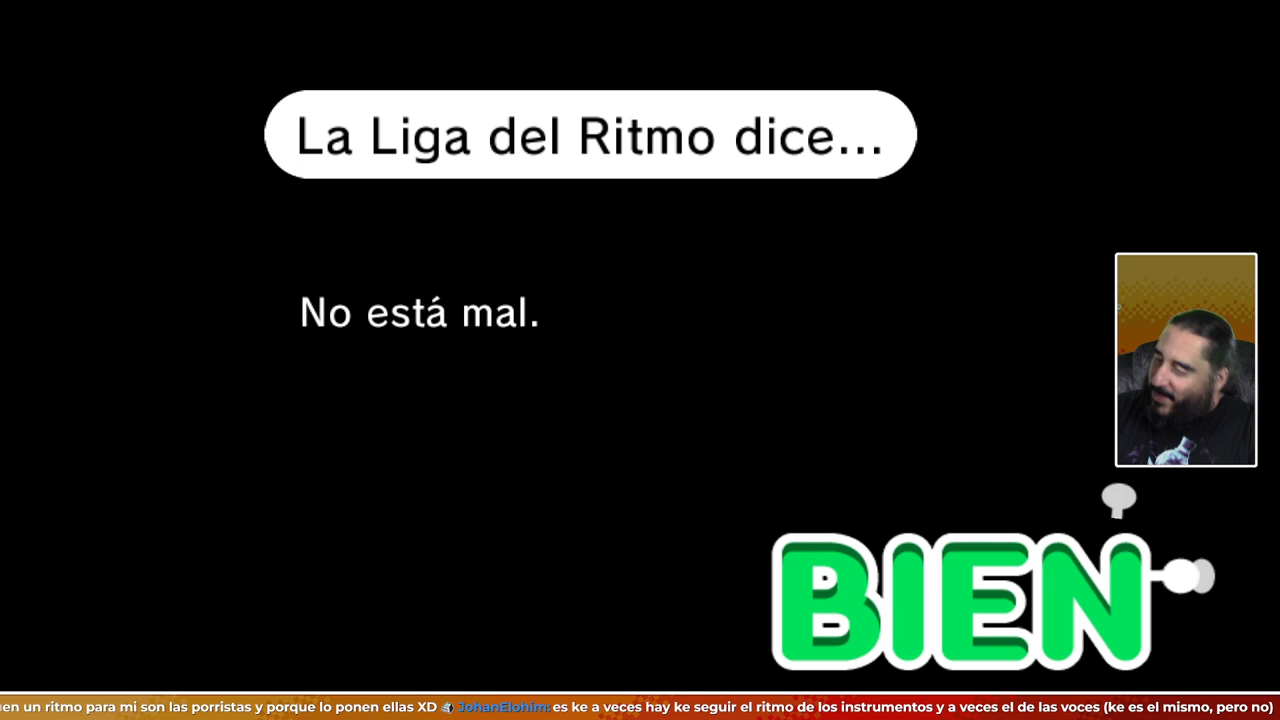 La Liga del Ritmo dice...
No está mal.
BIEN
un ritmo para mi son las porristas y porque lo ponen ellas XD JohanElohim: es ke a veces hay ke seguir el ritmo de los instrumentos y a veces el de las voces (ke es el mismo, pero no)